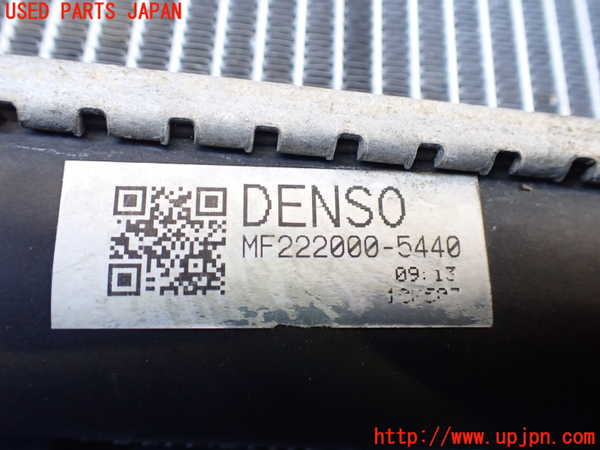 USED PARTS JAPAN
DENSO
MF222000-5440
09:13
http://www.upjpn.com/